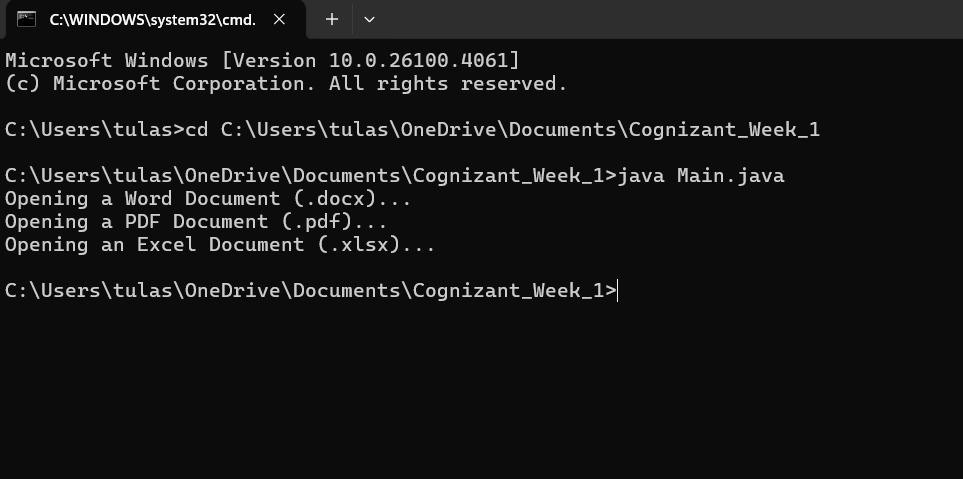 C:\WINDOWS\system32\cmd.
Microsoft Windows [Version 10.0.26100.4061]
(c) Microsoft Corporation. All rights reserved.
C:\Users\tulas>cd C:\Users\tulas\OneDrive\Documents\Cognizant_Week_1
C:\Users\tulas\OneDrive\Documents\Cognizant_Week_1>java Main.java
Opening a Word Document (.docx)...
Opening a PDF Document (.pdf)...
Opening an Excel Document (.xlsx)...
C:\Users\tulas\OneDrive\Documents\Cognizant_Week_1>